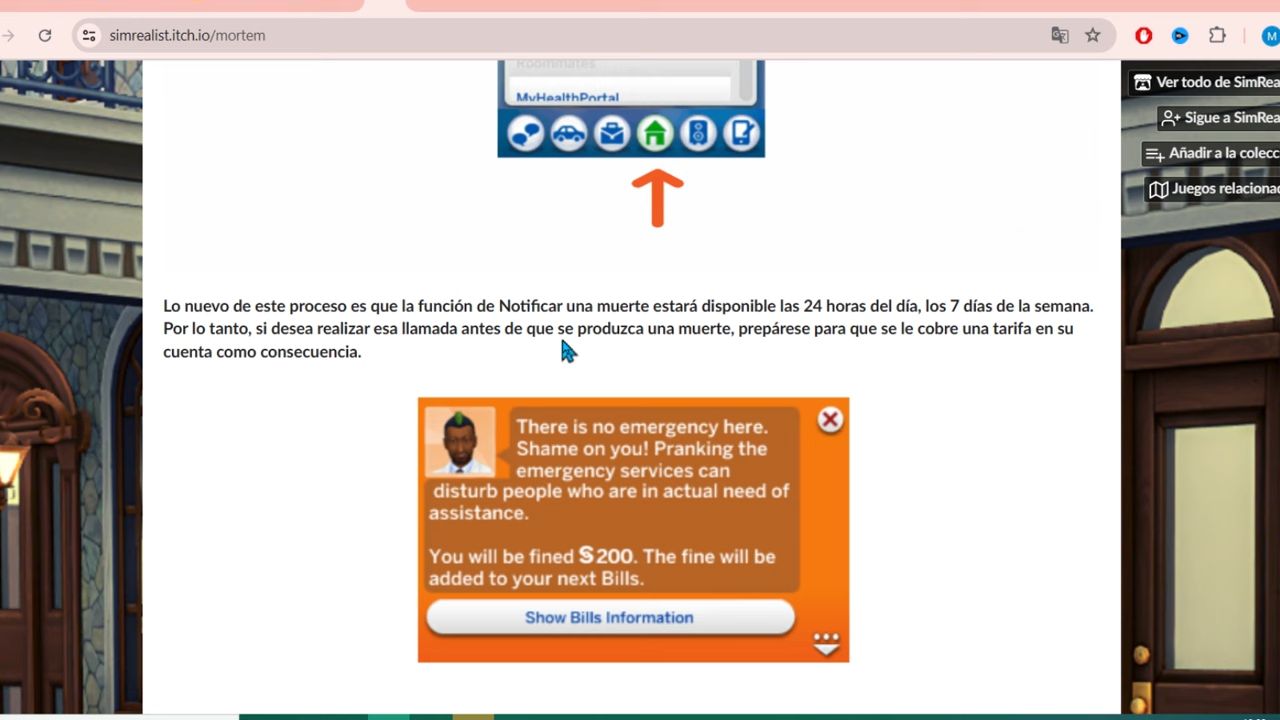 simrealist.itch.io/mortem
M
Roommates
MyHealthPortal
Ver todo de SimRea
Sigue a SimRea
Añadir a la colecc
Juegos relaciona
Lo nuevo de este proceso es que la función de Notificar una muerte estará disponible las 24 horas del día, los 7 días de la semana.
Por lo tanto, si desea realizar esa llamada antes de que se produzca una muerte, prepárese para que se le cobre una tarifa en su
cuenta como consecuencia.
There is no emergency here.
Shame on you! Pranking the
emergency services can
disturb people who are in actual need of
assistance.
You will be fined §200. The fine will be
added to your next Bills.
Show Bills Information